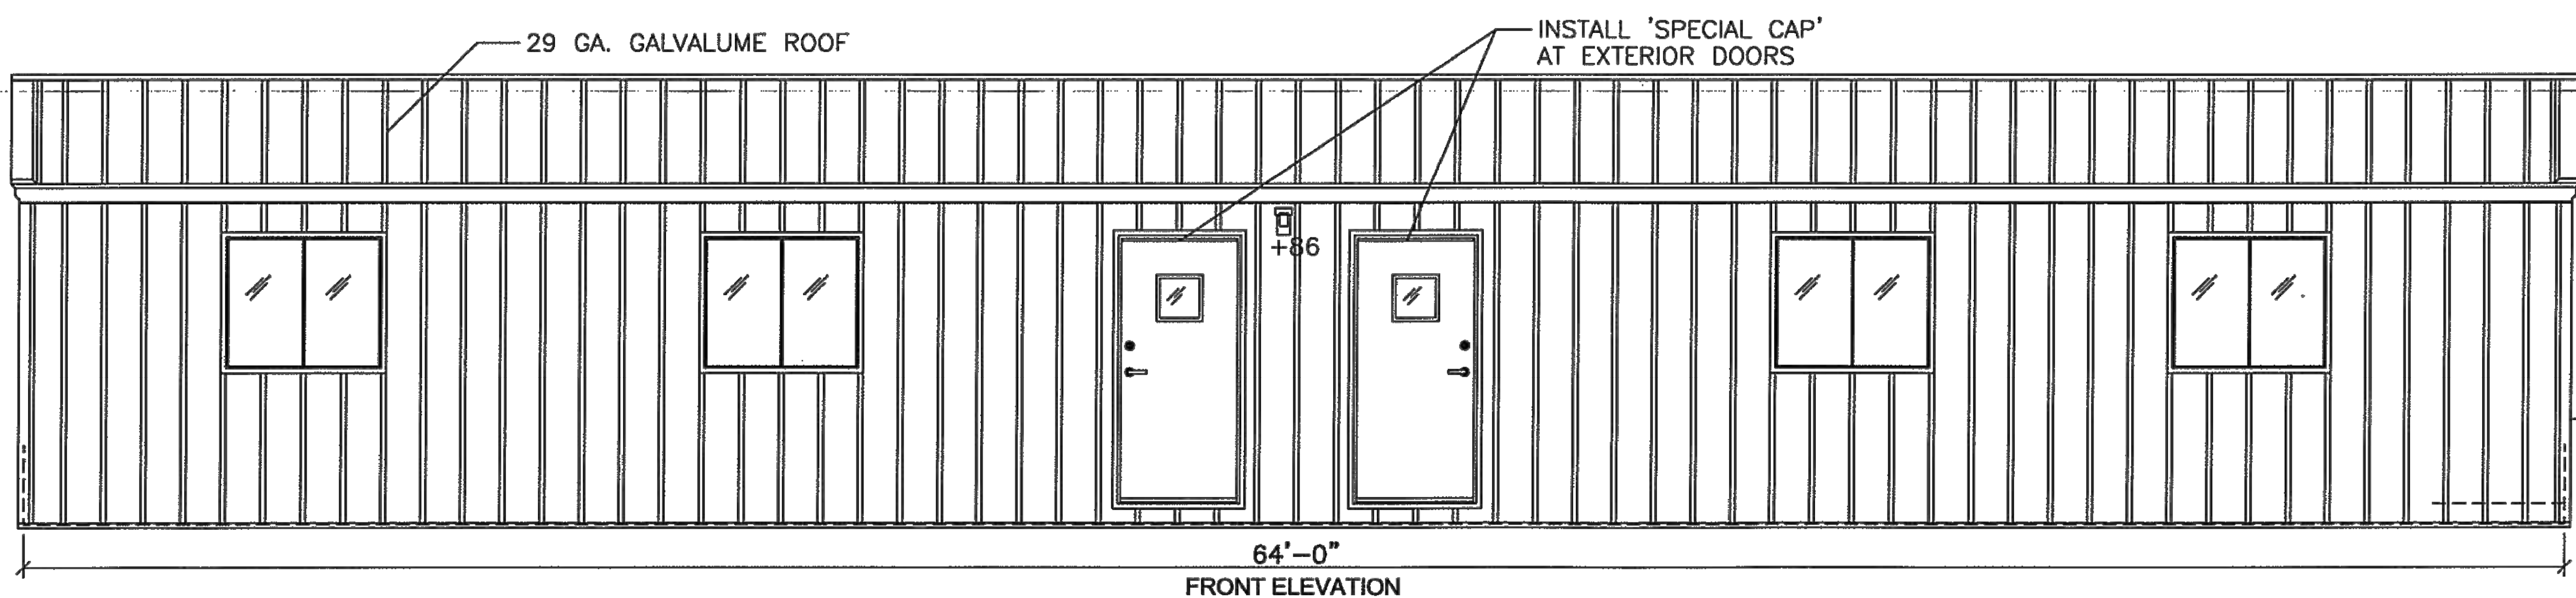 29 GA. GALVALUME ROOF
INSTALL 'SPECIAL CAP'
AT EXTERIOR DOORS
+86
64'-0"
FRONT ELEVATION